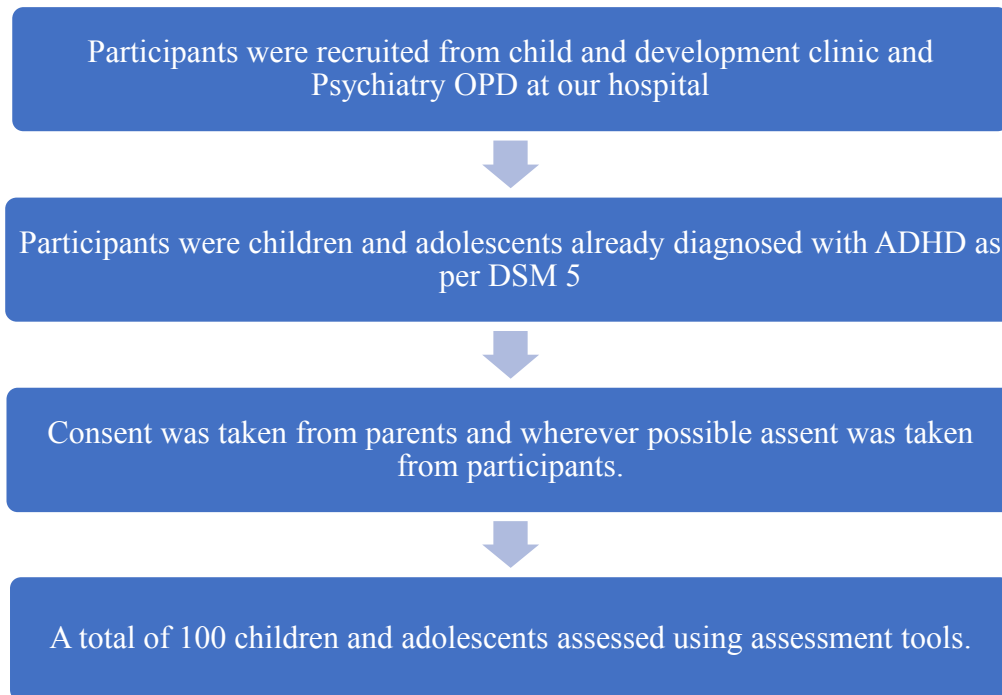 Participants were recruited from child and development clinic and
Psychiatry OPD at our hospital
Participants were children and adolescents already diagnosed with ADHD as
per DSM 5
Consent was taken from parents and wherever possible assent was taken
from participants.
A total of 100 children and adolescents assessed using assessment tools.